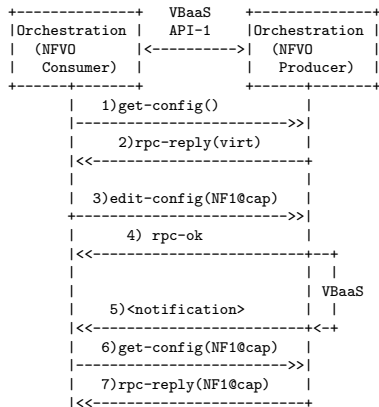 +---------------+   VBaaS   +---------------+
|Orchestration |   API-1   |Orchestration |
|   (NFVO      |<---------->|   (NFVO      |
|    Consumer) |           |    Producer) |
+------+--------+           +------+--------+
       |   1)get-config()          |
       |------------------------->>|
       |     2)rpc-reply(virt)     |
       |<<-------------------------+
       |                           |
       |  3)edit-config(NF1@cap)   |
       +------------------------->>|
       |      4) rpc-ok            |
       |<<-------------------------+--+
       |                           |  |
       |                           | VBaaS
       |    5)<notification>       |  |
       |<<-------------------------+<-+
       |   6)get-config(NF1@cap)   |
       |------------------------->>|
       |   7)rpc-reply(NF1@cap)    |
       |<<-------------------------+